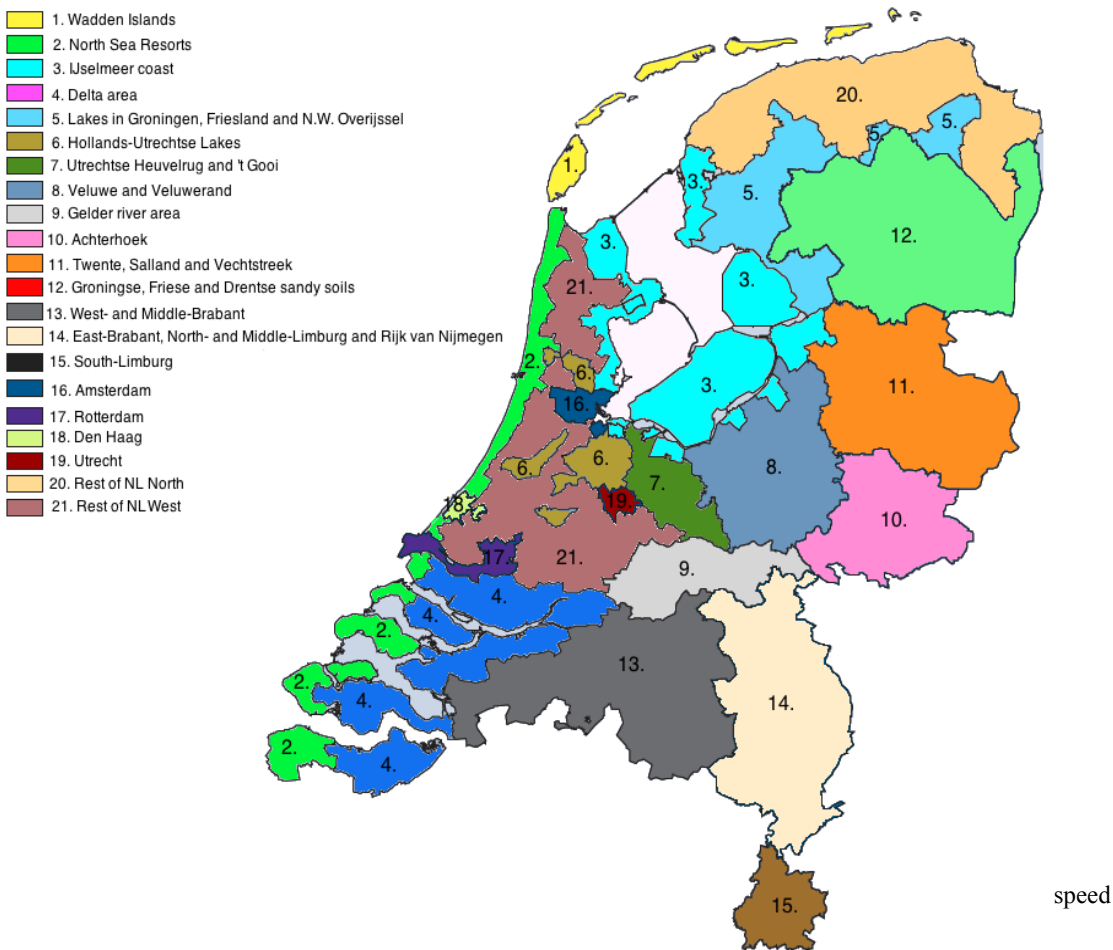 1. Wadden Islands
2. North Sea Resorts
3. IJselmeer coast
4. Delta area
5. Lakes in Groningen, Friesland and N.W. Overijssel
6. Hollands-Utrechtse Lakes
7. Utrechtse Heuvelrug and 't Gooi
8. Veluwe and Veluwerand
9. Gelder river area
10. Achterhoek
11. Twente, Salland and Vechtstreek
12. Groningse, Friese and Drentse sandy soils
13. West- and Middle-Brabant
14. East-Brabant, North- and Middle-Limburg and Rijk van Nijmegen
15. South-Limburg
16. Amsterdam
17. Rotterdam
18. Den Haag
19. Utrecht
20. Rest of NL North
21. Rest of NL West
20.
5.
5.
1.
3.
5.
12.
3.
3.
21.
2.
6.
3.
11.
16.
6.
6.
8.
7.
18.
19.
10.
17.
21.
9.
4.
4.
2.
13.
2.
4.
14.
2.
4.
15.
speed